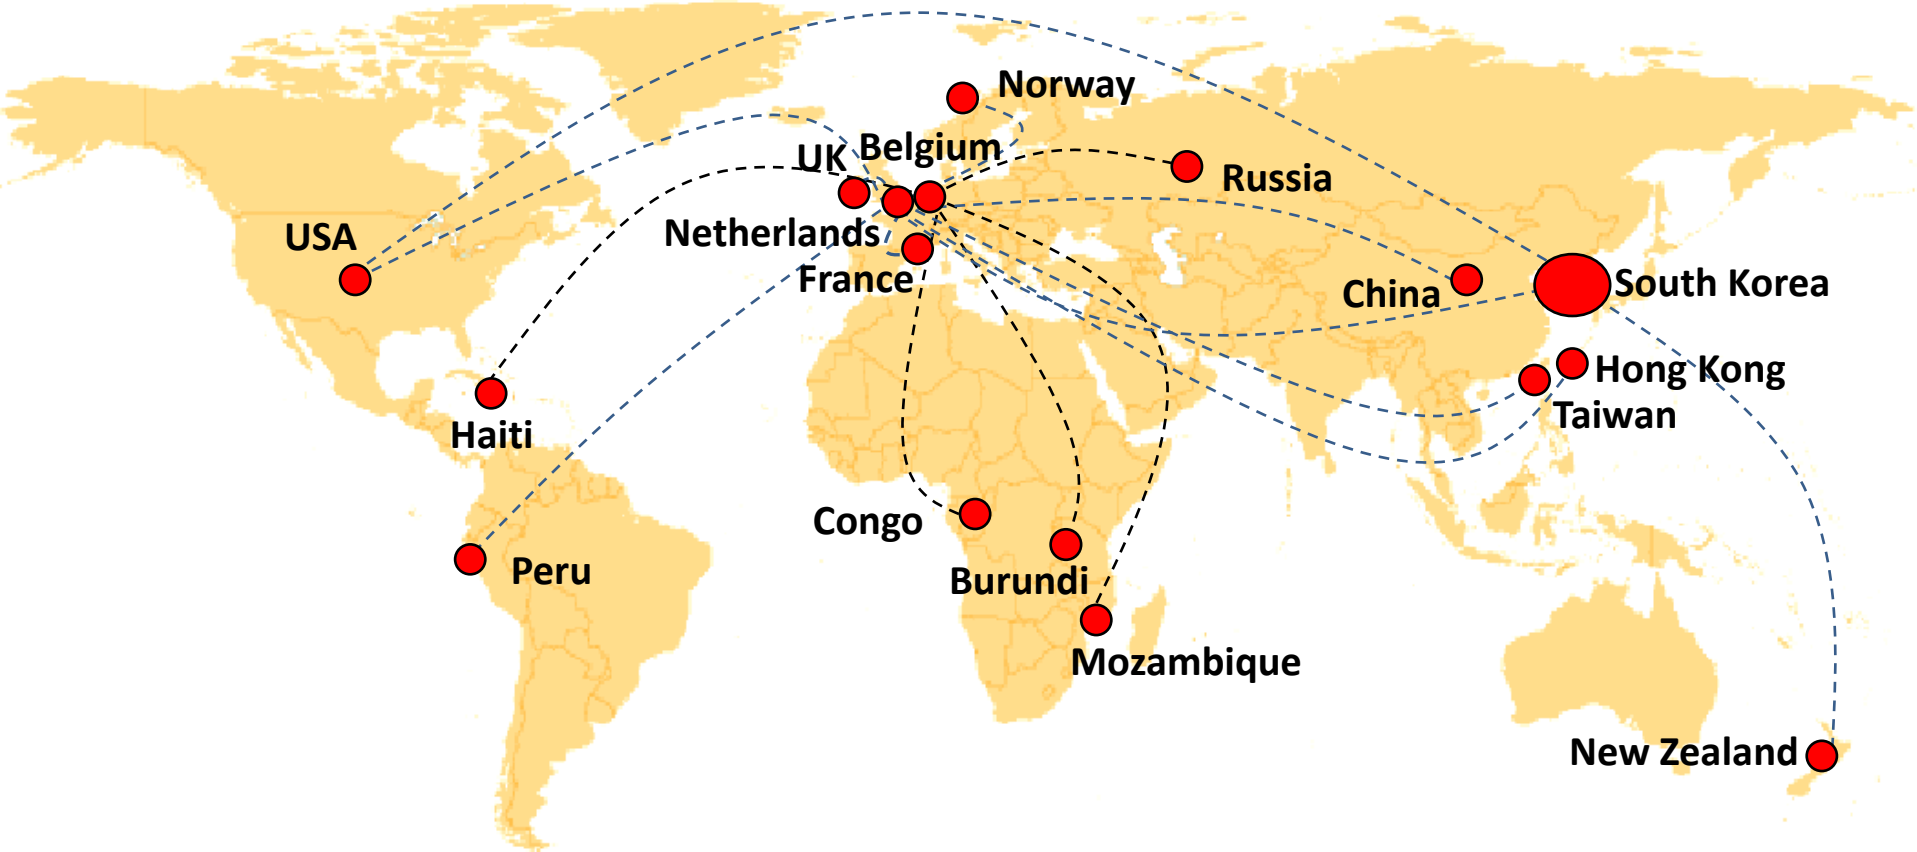 Norway
Belgium
UK
Russia
USA
Netherlands
France
China
South Korea
Hong Kong
Taiwan
Haiti
Congo
Peru
Burundi
Mozambique
New Zealand